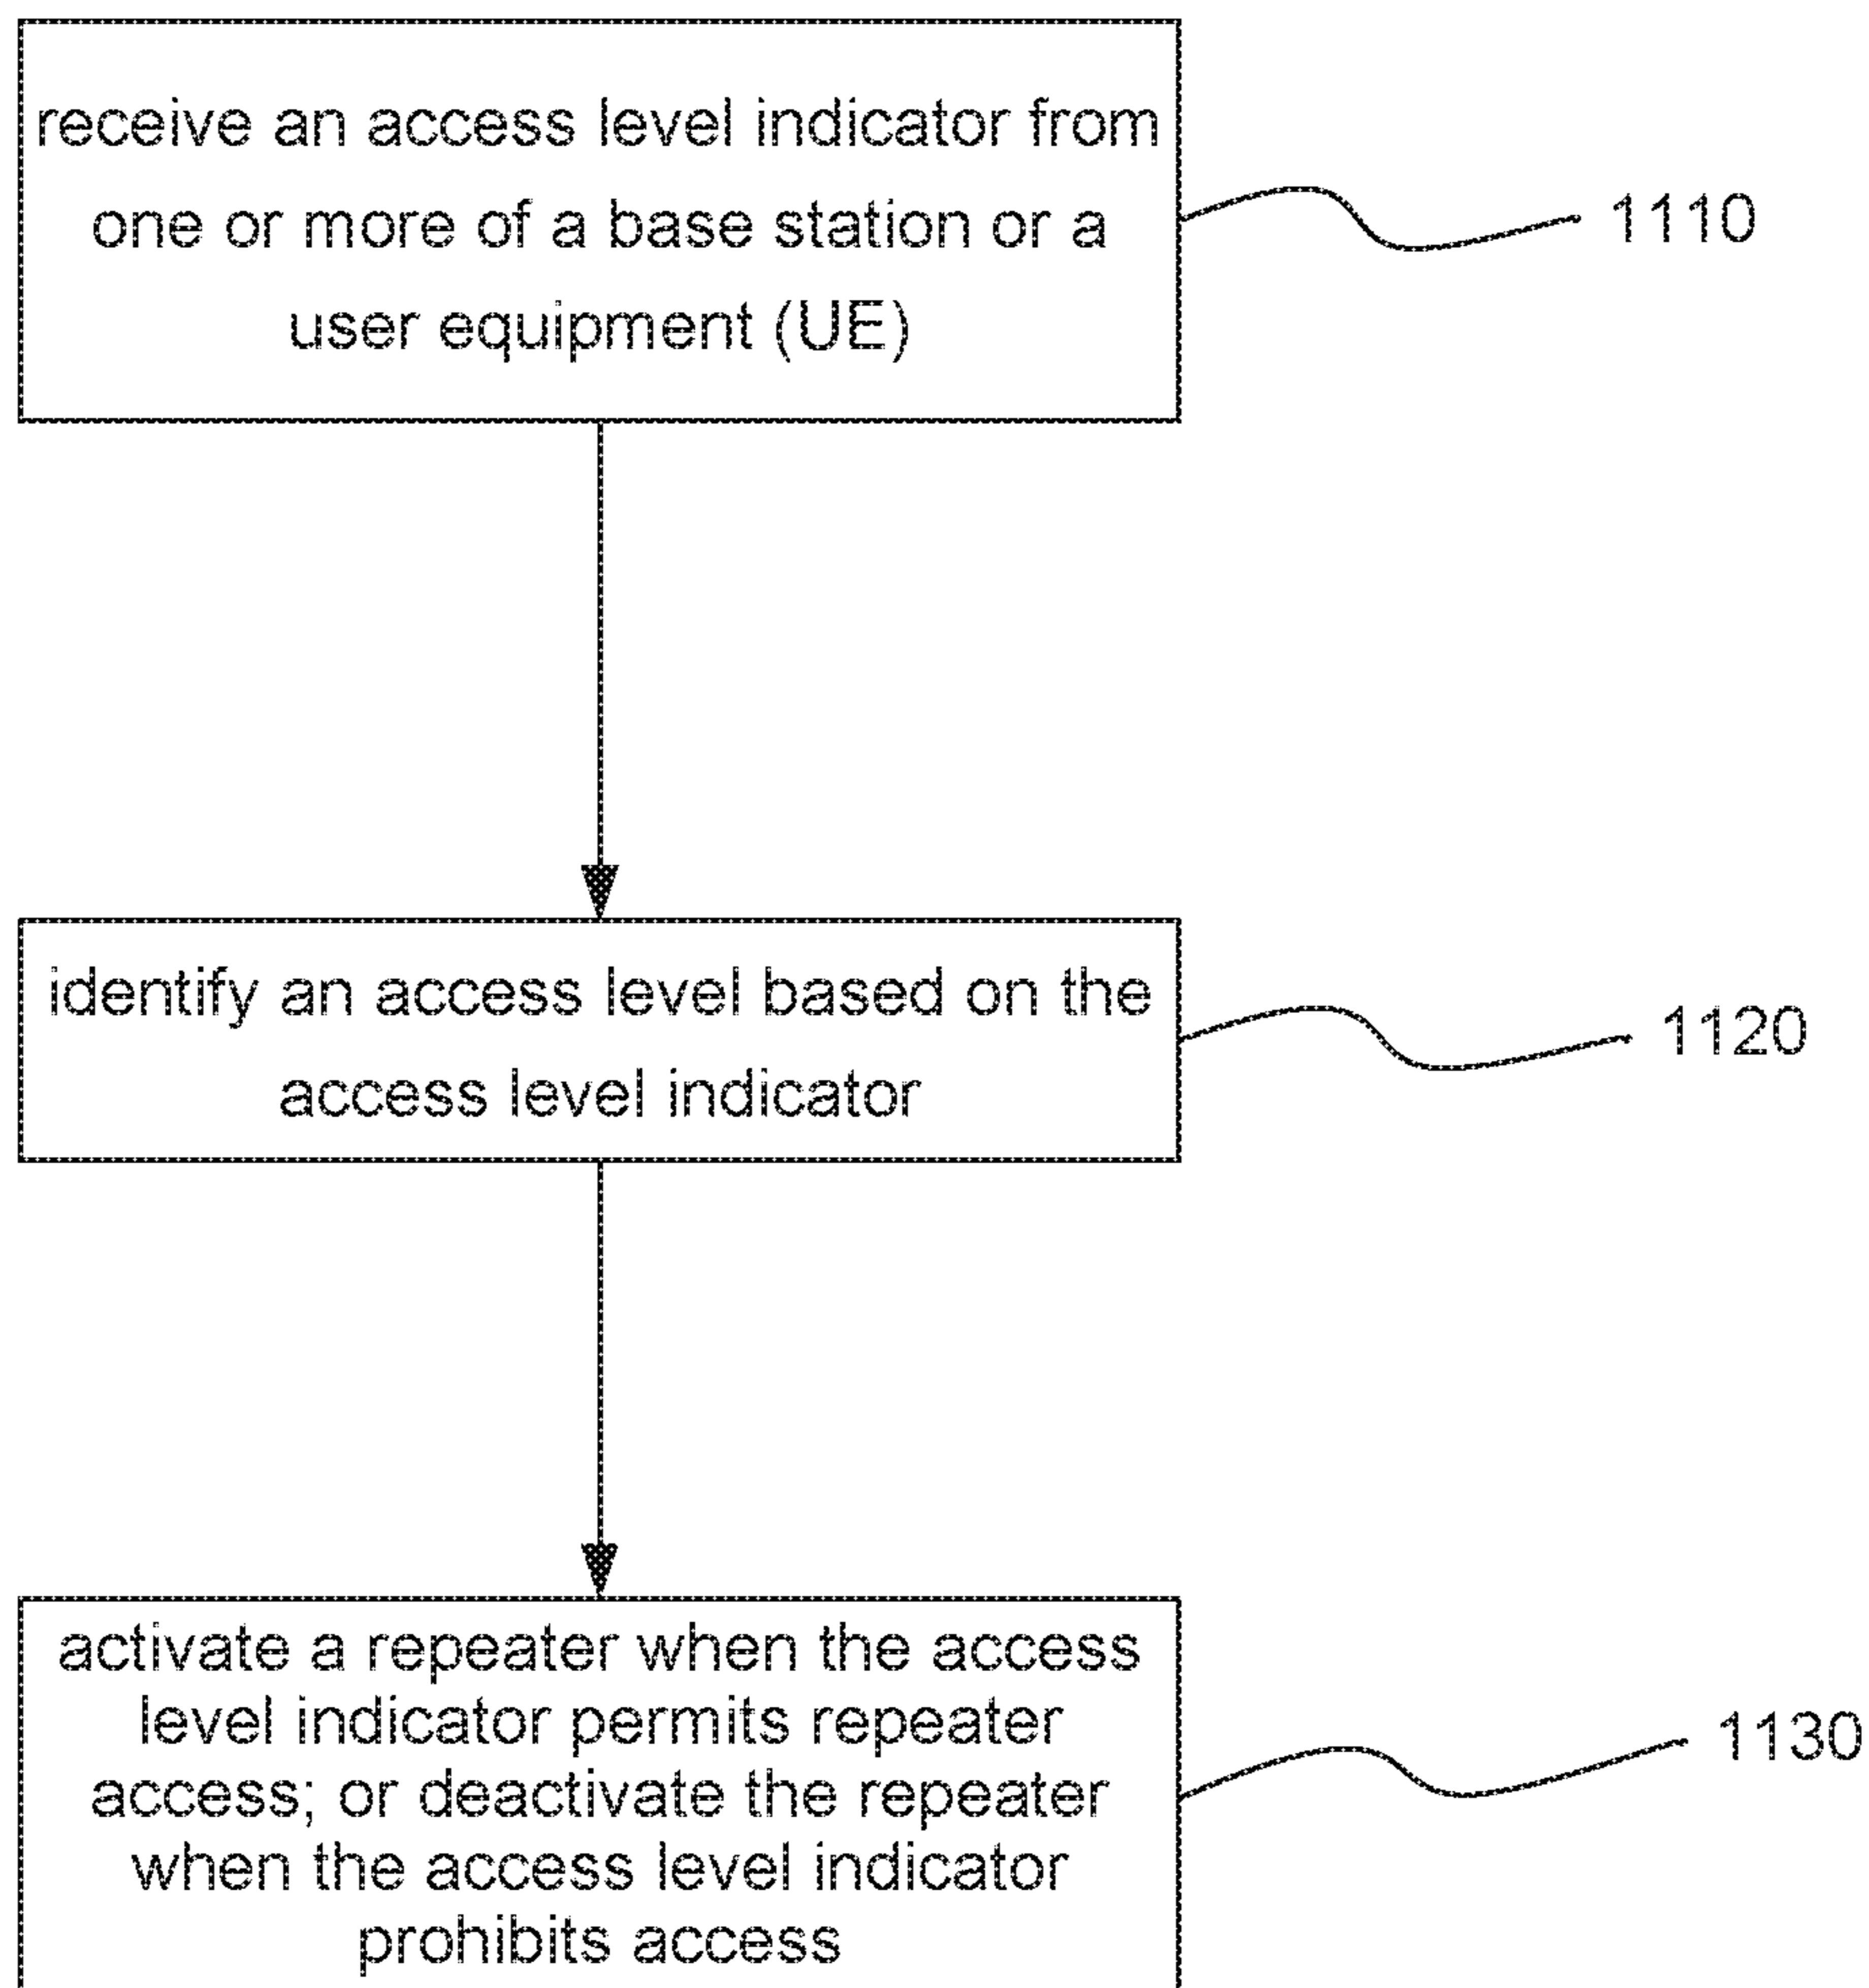 receive an access level indicator from
one or more of a base station or a
user equipment (UE)
1110
identify an access level based on the
access level indicator
1120
activate a repeater when the access
level indicator permits repeater
access; or deactivate the repeater
when the access level indicator
prohibits access
1130